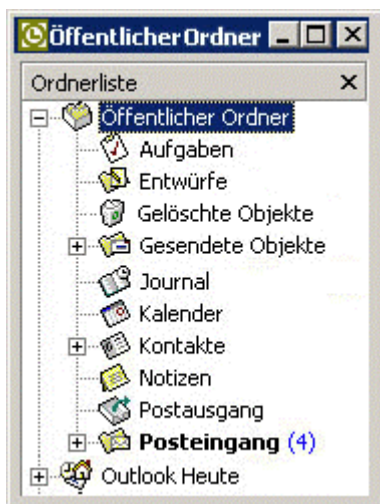 Öffentlicher Ordner
Ordnerliste
Öffentlicher Ordner
Aufgaben
Entwürfe
Gelöschte Objekte
Gesendete Objekte
Journal
Kalender
Kontakte
Notizen
Postausgang
Posteingang (4)
Outlook Heute